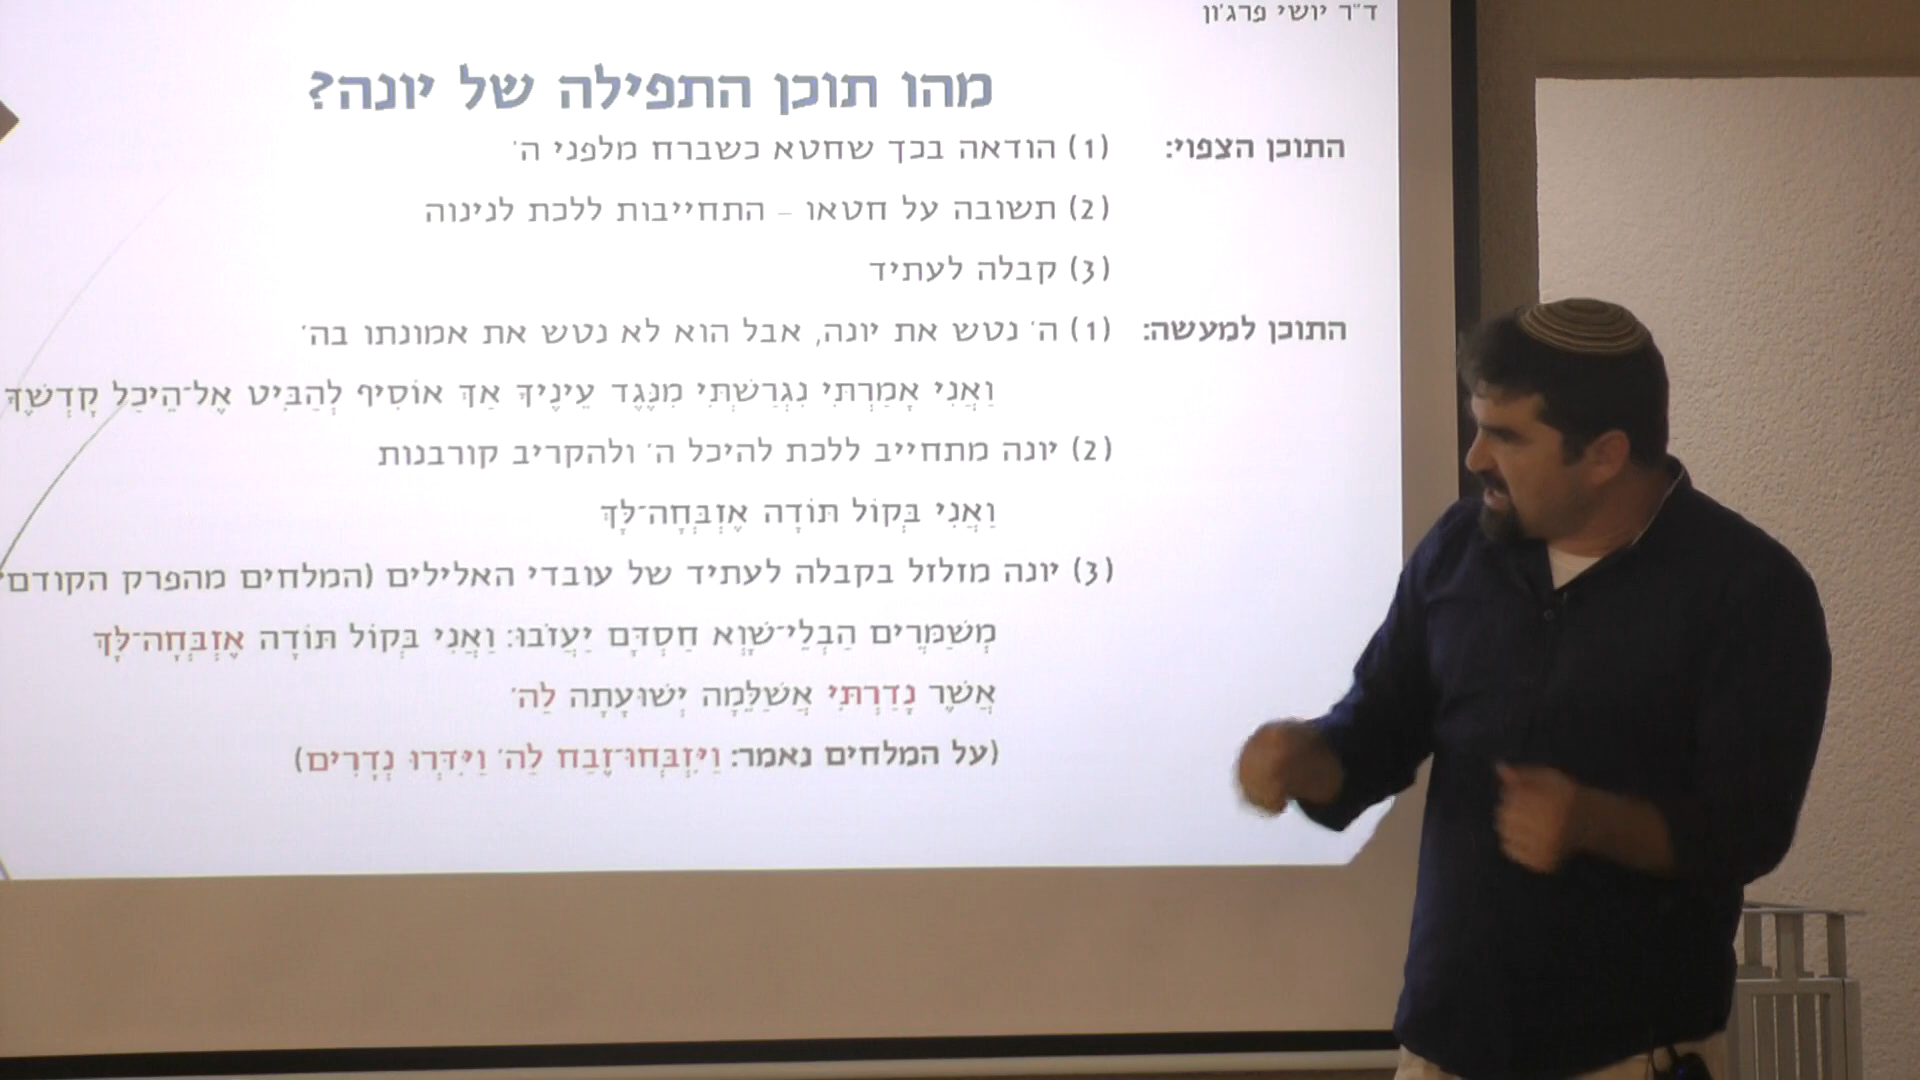 ד"ר יושי פרג'ון
מהו תוכן התפילה של יונה?
התוכן הצפוי: (1) הודאה בכך שחטא כשברח מלפני ה'
(2) תשובה על חטאו – התחייבות ללכת לנינוה
(3) קבלה לעתיד
התוכן למעשה: (1) ה' נטש את יונה, אבל הוא לא נטש את אמונתו בה'
וַאֲנִי אָמַרְתִּי נִגְרַשְׁתִּי מִנֶּגֶד עֵינֶיךָ אַךְ אוֹסִיף לְהַבִּיט אֶל־הֵיכַל קָדְשֶׁךָ
(2) יונה מתחייב ללכת להיכל ה' ולהקריב קורבנות
וַאֲנִי בְּקוֹל תּוֹדָה אֶזְבְּחָה־לָּךְ
(3) יונה מזלזל בקבלה לעתיד של עובדי האלילים (המלחים מהפרק הקודם
מְשַׁמְּרִים הַבְלֵי־שָׁוְא חַסְדָּם יַעֲזֹבוּ: וַאֲנִי בְּקוֹל תּוֹדָה אֶזְבְּחָה־לָּךְ
אֲשֶׁר נָדַרְתִּי אֲשַׁלֵּמָה יְשׁוּעָתָה לַה'
(על המלחים נאמר: וַיִּזְבְּחוּ־זֶבַח לַה' וַיִּדְּרוּ נְדָרִים)